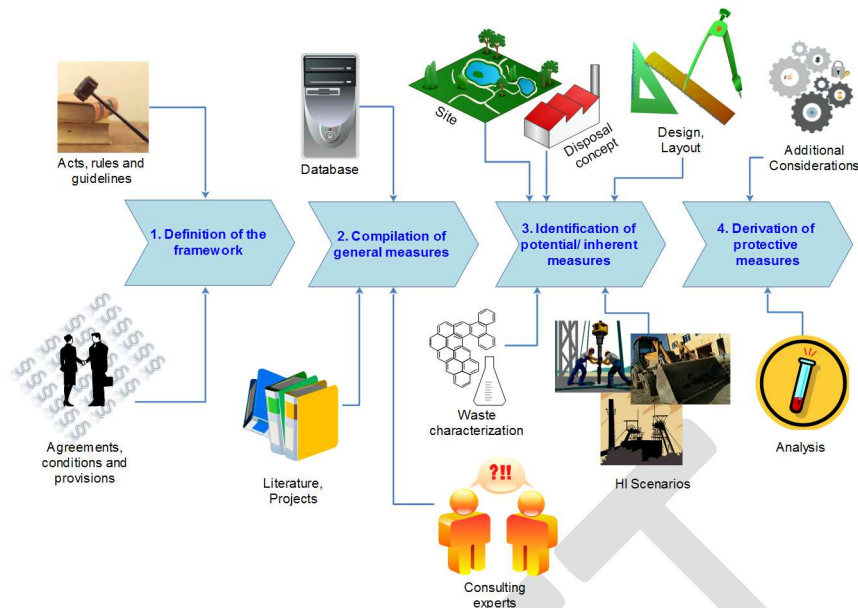 Acts, rules and
guidelines
Database
Site
Disposal
concept
Design,
Layout
$
Additional
Considerations
1. Definition of the
framework
2. Compilation of
general measures
3. Identification of
potential/ inherent
measures
4. Derivation of
protective
measures
Agreements,
conditions and
provisions
Literature,
Projects
Waste
characterization
HI Scenarios
Analysis
?!!
Consulting
experts